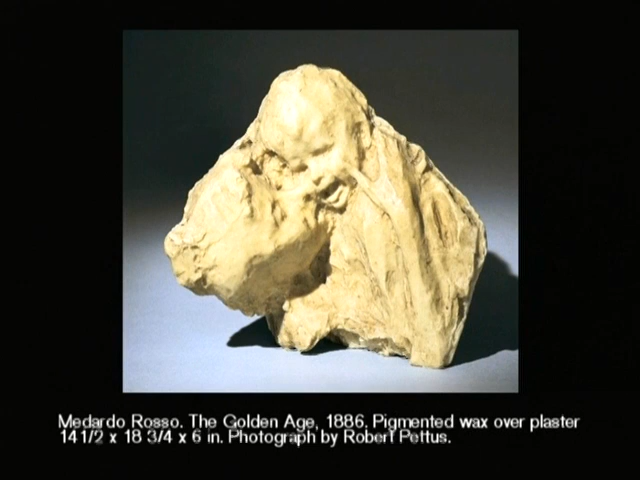 Medardo Rosso. The Golden Age, 1886. Pigmented wax over plaster
14 1/2 x 18 3/4 x 6 in. Photograph by Robert Pettus.